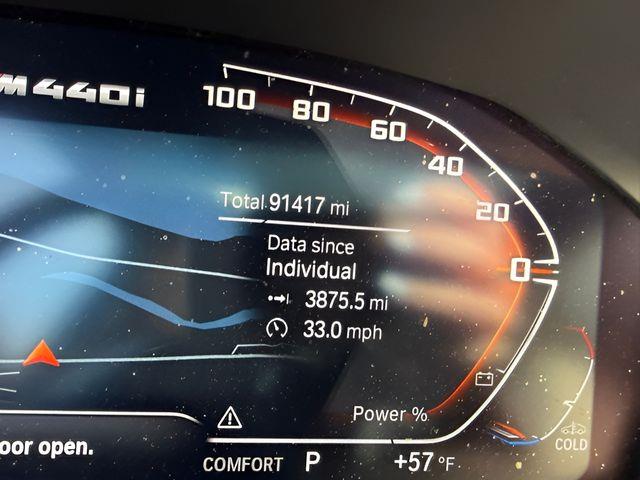 M440i
100 80 60 40 20 0
Total 91417 mi
Data since
Individual
3875.5 mi
33.0 mph
Power %
oor open.
COMFORT P +57 °F
COLD